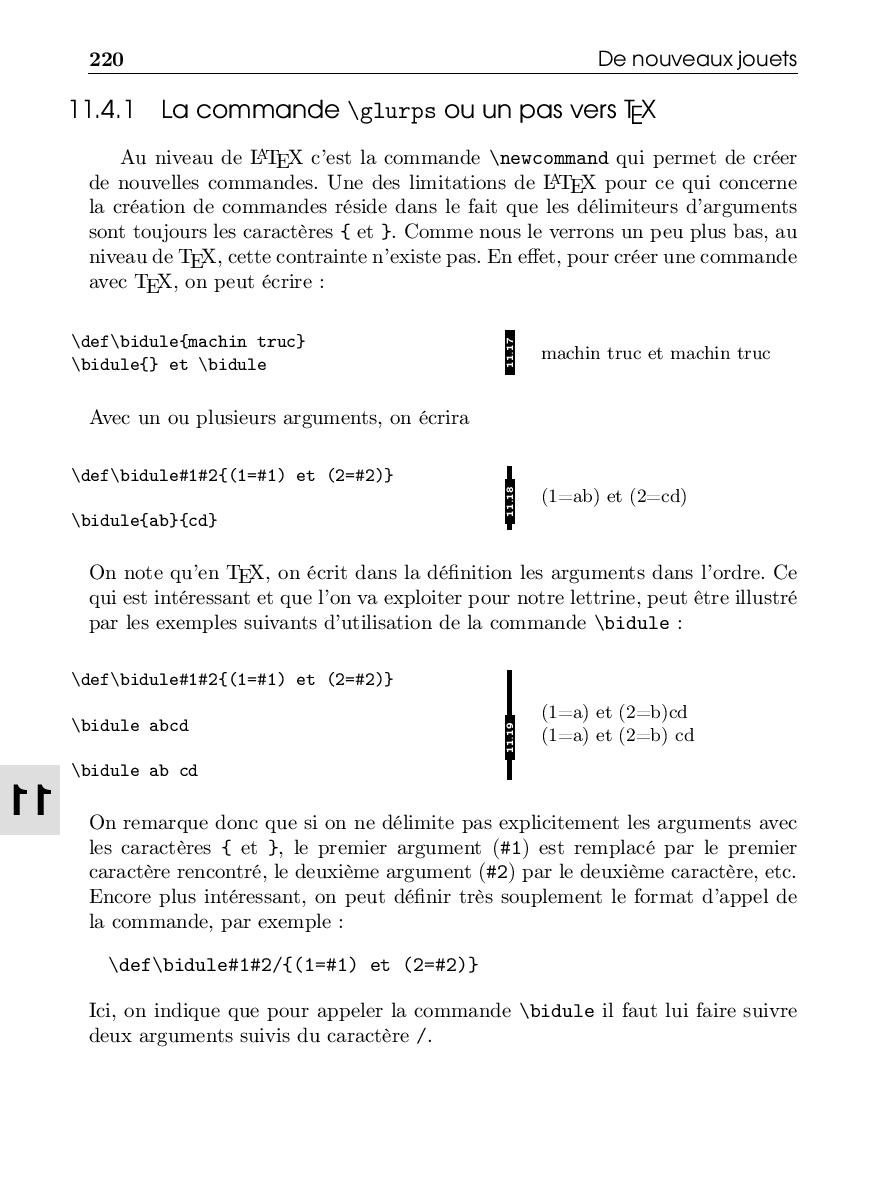 220 De nouveaux jouets
11.4.1 La commande \glurps ou un pas vers TEX
Au niveau de LATEX c'est la commande \newcommand qui permet de créer
de nouvelles commandes. Une des limitations de LATEX pour ce qui concerne
la création de commandes réside dans le fait que les délimiteurs d'arguments
sont toujours les caractères { et }. Comme nous le verrons un peu plus bas, au
niveau de TEX, cette contrainte n'existe pas. En effet, pour créer une commande
avec TEX, on peut écrire :
\def\bidule{machin truc}
\bidule{} et \bidule
11.17
machin truc et machin truc
Avec un ou plusieurs arguments, on écrira
\def\bidule#1#2{(1=#1) et (2=#2)}
\bidule{ab}{cd}
11.18
(1=ab) et (2=cd)
On note qu'en TEX, on écrit dans la définition les arguments dans l'ordre. Ce
qui est intéressant et que l'on va exploiter pour notre lettrine, peut être illustré
par les exemples suivants d'utilisation de la commande \bidule :
\def\bidule#1#2{(1=#1) et (2=#2)}
\bidule abcd
\bidule ab cd
11.19
(1=a) et (2=b)cd
(1=a) et (2=b) cd
11
On remarque donc que si on ne délimite pas explicitement les arguments avec
les caractères { et }, le premier argument (#1) est remplacé par le premier
caractère rencontré, le deuxième argument (#2) par le deuxième caractère, etc.
Encore plus intéressant, on peut définir très souplement le format d'appel de
la commande, par exemple :
\def\bidule#1#2/{(1=#1) et (2=#2)}
Ici, on indique que pour appeler la commande \bidule il faut lui faire suivre
deux arguments suivis du caractère /.